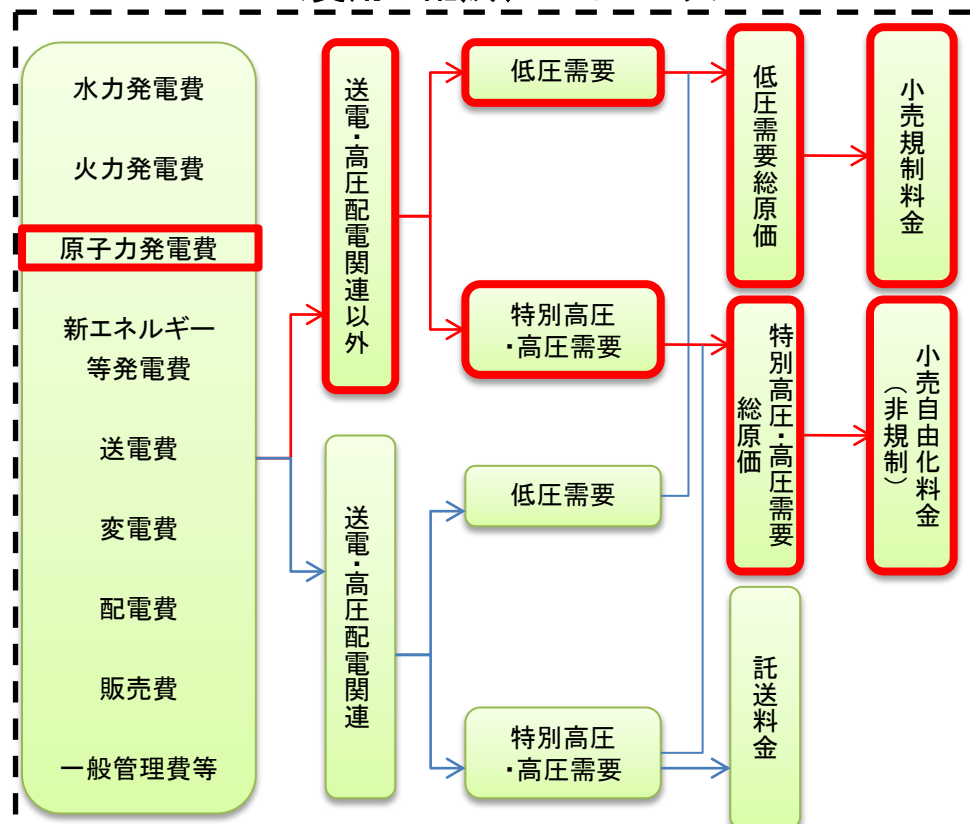 水力発電費
火力発電費
原子力発電費
新エネルギー
等発電費
送電費
変電費
配電費
販売費
一般管理費等
送電・高圧配電関連以外
送電・高圧配電関連
低圧需要
特別高圧
・高圧需要
低圧需要
特別高圧
・高圧需要
低圧需要総原価
特別高圧・高圧需要
総原価
託送料金
小売規制料金
小売自由化料金
（非規制）